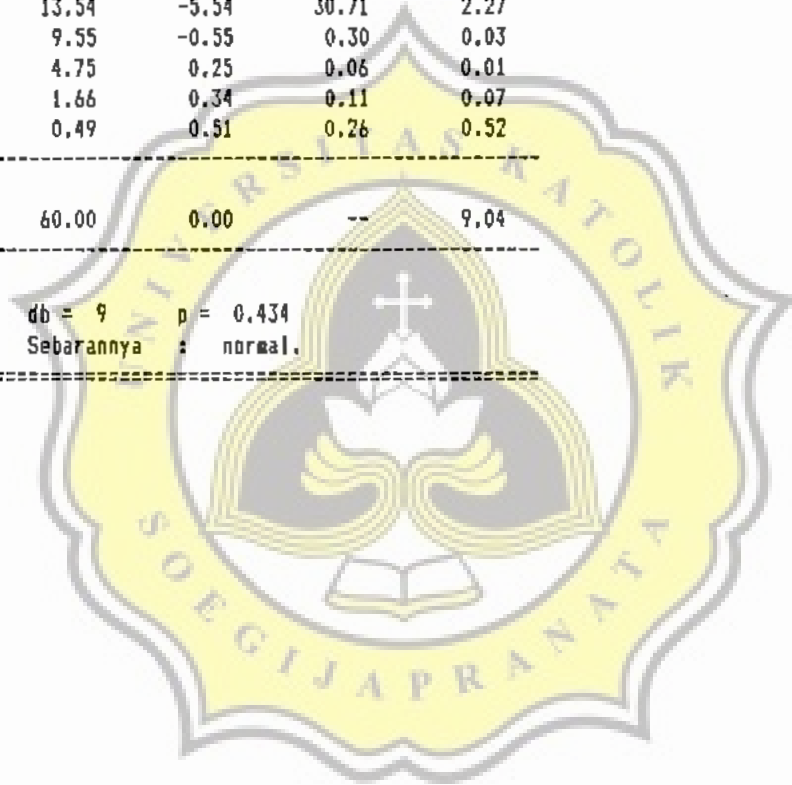 13.54 -5.54 30.71 2.27
9.55 -0.55 0.30 0.03
4.75 0.25 0.06 0.01
1.66 0.34 0.11 0.07
0.49 0.51 0.26 0.52
60.00 0.00 -- 9.04
db = 9 p = 0.434
Sebarannya : normal.
UNIVERSITAS KATOLIK
SOEGIJAPRANATA